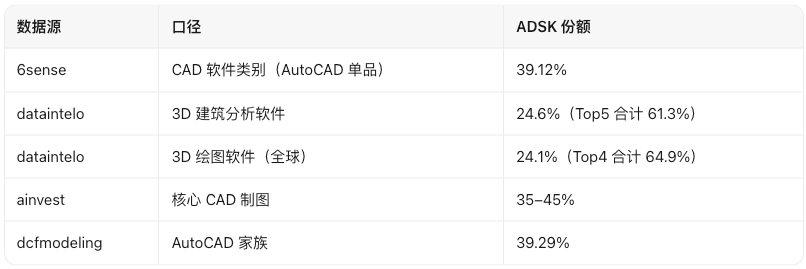 数据源 口径 ADSK 份额
6sense CAD 软件类别（AutoCAD 单品） 39.12%
dataintelo 3D 建筑分析软件 24.6%（Top5 合计 61.3%）
dataintelo 3D 绘图软件（全球） 24.1%（Top4 合计 64.9%）
ainvest 核心 CAD 制图 35–45%
dcfmodeling AutoCAD 家族 39.29%